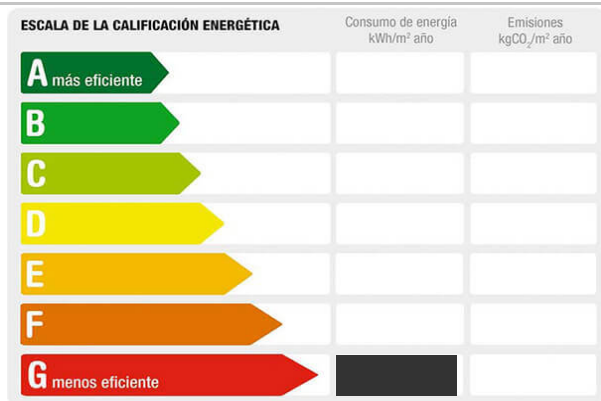 ESCALA DE LA CALIFICACIÓN ENERGÉTICA
Consumo de energía
kWh/m² año
Emisiones
kgCO₂/m² año
A más eficiente
B
C
D
E
F
G menos eficiente